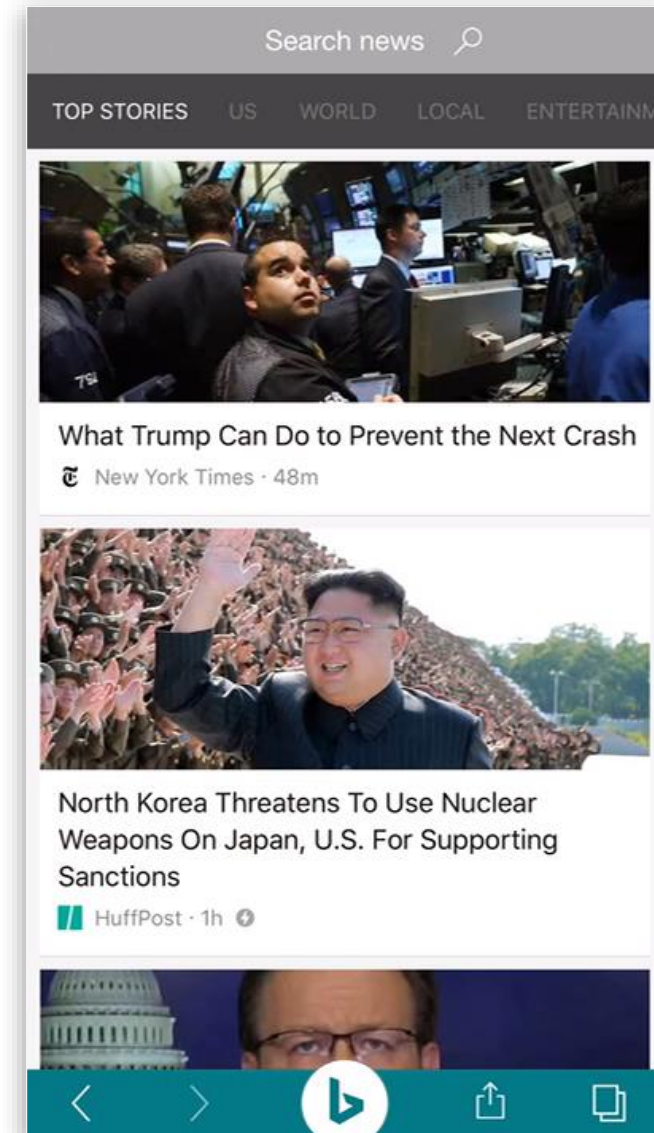 Search news
TOP STORIES US WORLD LOCAL ENTERTAINM
What Trump Can Do to Prevent the Next Crash
New York Times · 48m
North Korea Threatens To Use Nuclear
Weapons On Japan, U.S. For Supporting
Sanctions
HuffPost · 1h